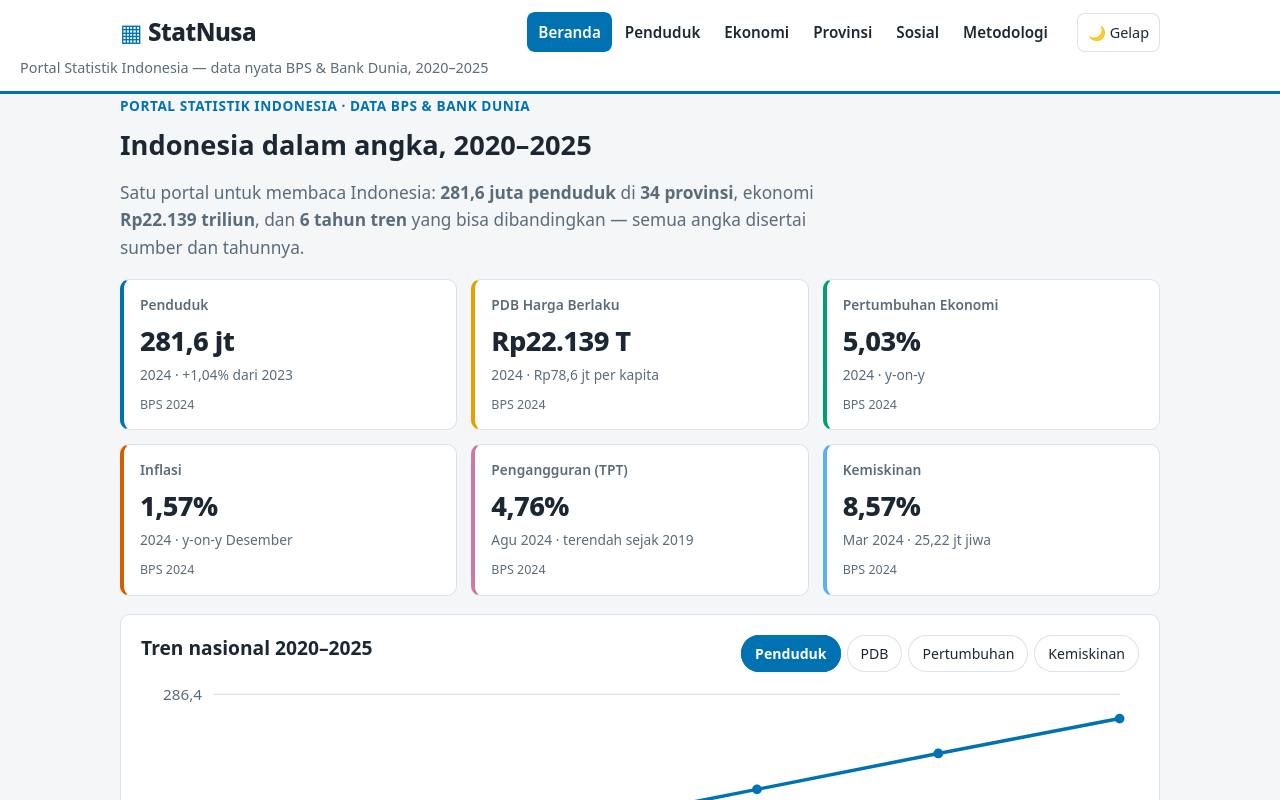 StatNusa
Beranda
Penduduk
Ekonomi
Provinsi
Sosial
Metodologi
🌙 Gelap
Portal Statistik Indonesia — data nyata BPS & Bank Dunia, 2020–2025
PORTAL STATISTIK INDONESIA · DATA BPS & BANK DUNIA
Indonesia dalam angka, 2020–2025
Satu portal untuk membaca Indonesia: 281,6 juta penduduk di 34 provinsi, ekonomi
Rp22.139 triliun, dan 6 tahun tren yang bisa dibandingkan — semua angka disertai
sumber dan tahunnya.
Penduduk
281,6 jt
2024 · +1,04% dari 2023
BPS 2024
PDB Harga Berlaku
Rp22.139 T
2024 · Rp78,6 jt per kapita
BPS 2024
Pertumbuhan Ekonomi
5,03%
2024 · y-on-y
BPS 2024
Inflasi
1,57%
2024 · y-on-y Desember
BPS 2024
Pengangguran (TPT)
4,76%
Agu 2024 · terendah sejak 2019
BPS 2024
Kemiskinan
8,57%
Mar 2024 · 25,22 jt jiwa
BPS 2024
Tren nasional 2020–2025
Penduduk
PDB
Pertumbuhan
Kemiskinan
286,4